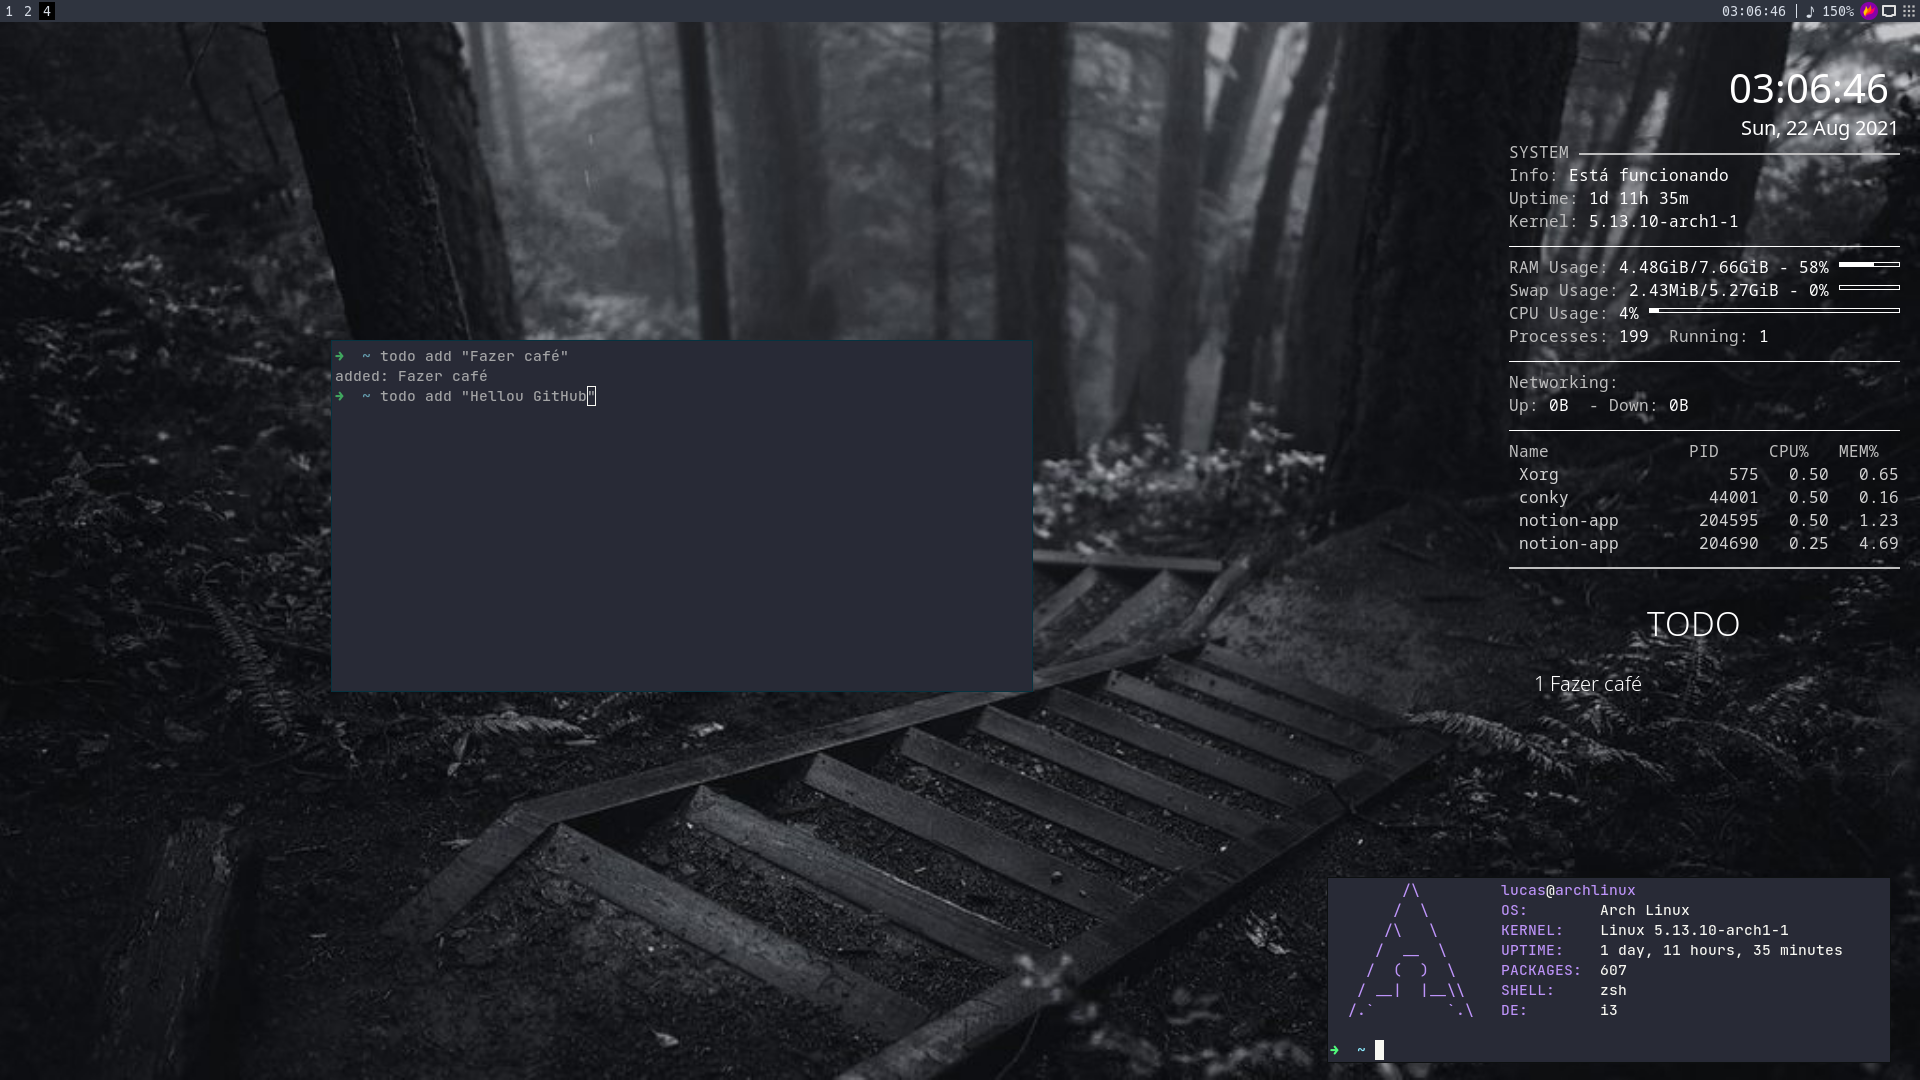 1 2 4
03:06:46 | ♪ 150%
03:06:46
Sun, 22 Aug 2021
SYSTEM
Info: Está funcionando
Uptime: 1d 11h 35m
Kernel: 5.13.10-arch1-1
RAM Usage: 4.48GiB/7.66GiB - 58%
Swap Usage: 2.43MiB/5.27GiB - 0%
CPU Usage: 4%
Processes: 199 Running: 1
Networking:
Up: 0B - Down: 0B
Name PID CPU% MEM%
Xorg 575 0.50 0.65
conky 44001 0.50 0.16
notion-app 204595 0.50 1.23
notion-app 204690 0.25 4.69
TODO
1 Fazer café
➜ ~ todo add "Fazer café"
added: Fazer café
➜ ~ todo add "Hellou GitHub"
lucas@archlinux
OS: Arch Linux
KERNEL: Linux 5.13.10-arch1-1
UPTIME: 1 day, 11 hours, 35 minutes
PACKAGES: 607
SHELL: zsh
DE: i3
➜ ~